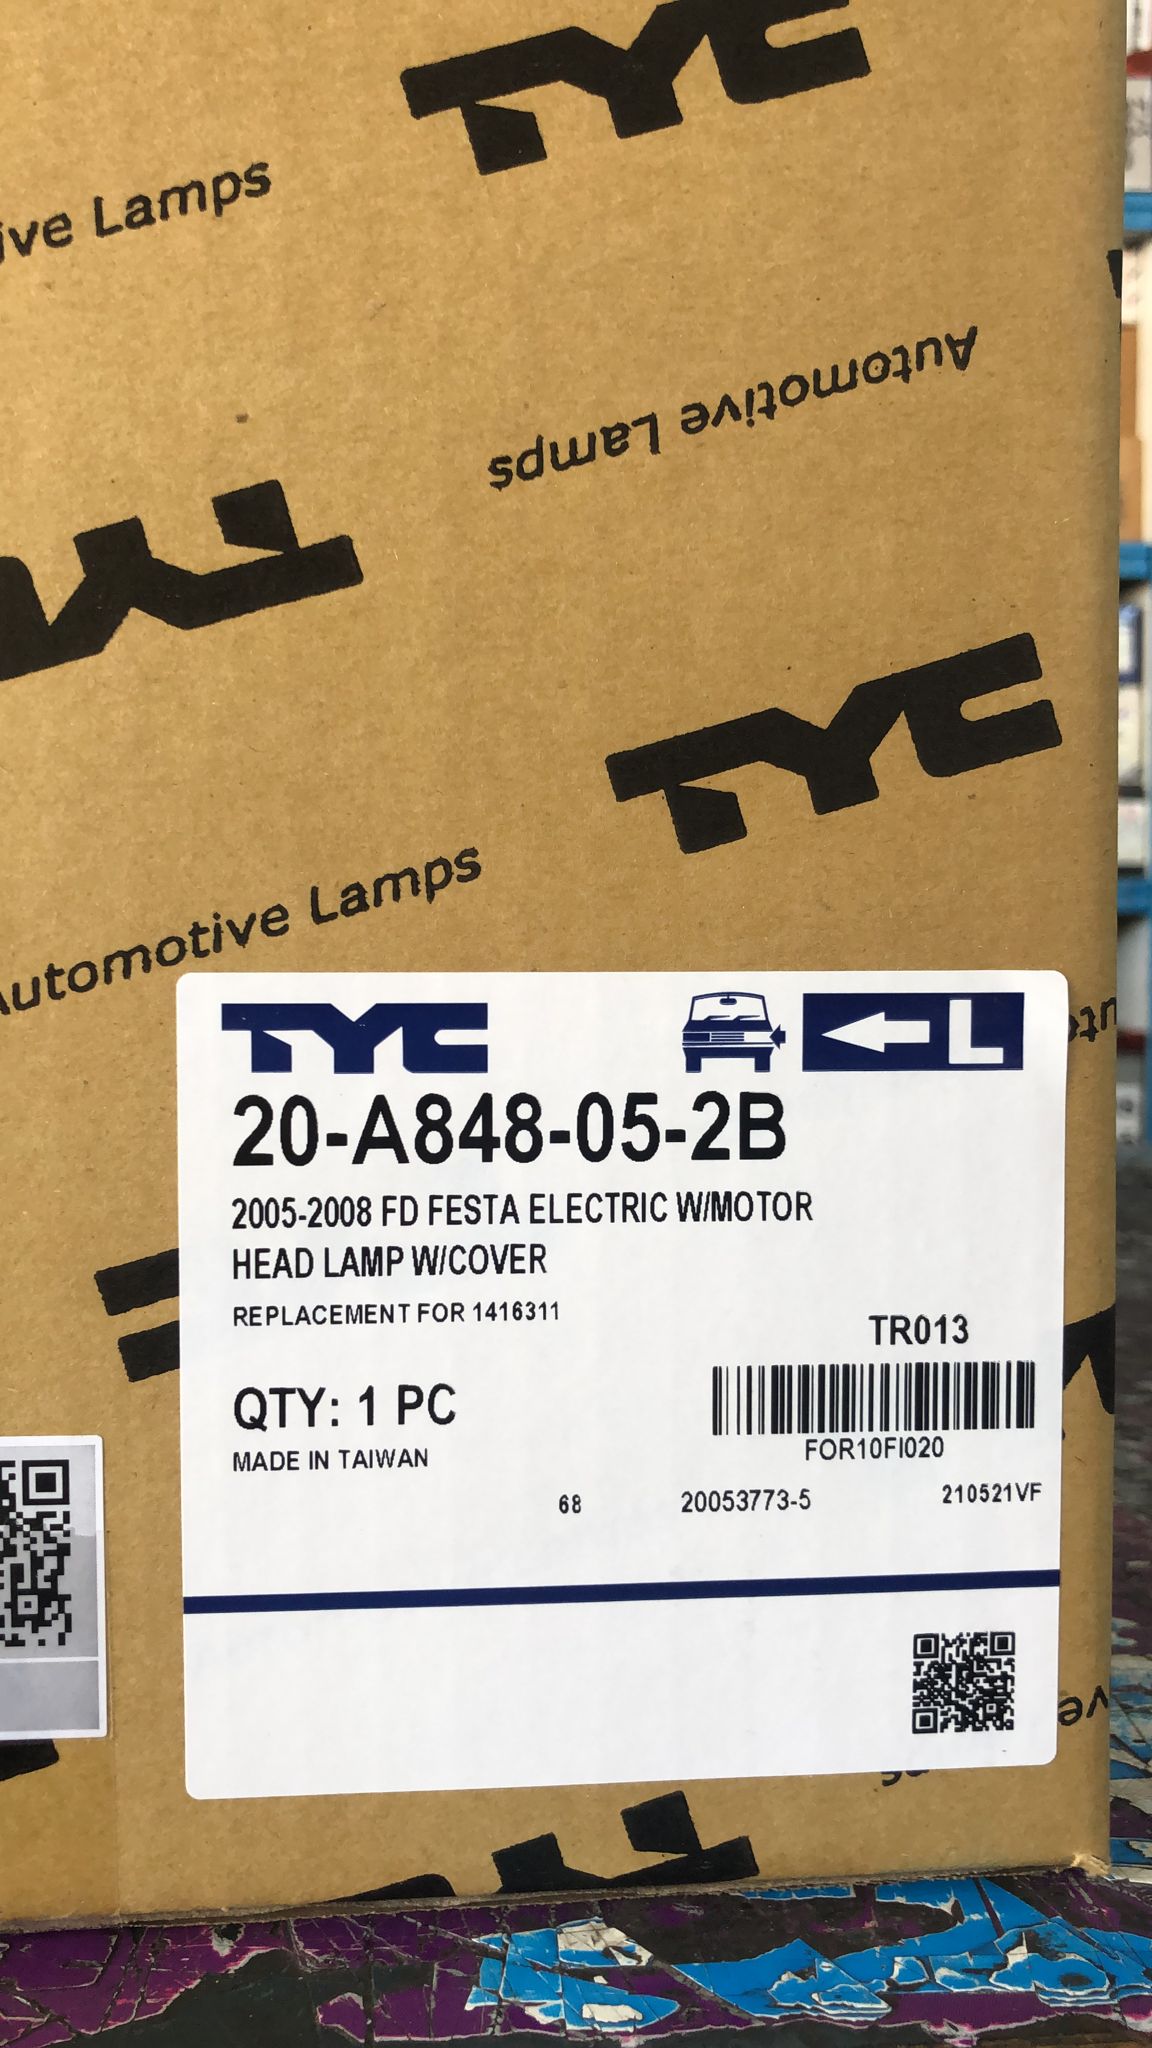 TYC
ive Lamps
Automotive Lamps
TYC
Automotive Lamps
TYC
L
20-A848-05-2B
2005-2008 FD FESTA ELECTRIC W/MOTOR
HEAD LAMP W/COVER
REPLACEMENT FOR 1416311
TR013
QTY: 1 PC
FOR10FI020
MADE IN TAIWAN
68 20053773-5 210521VF